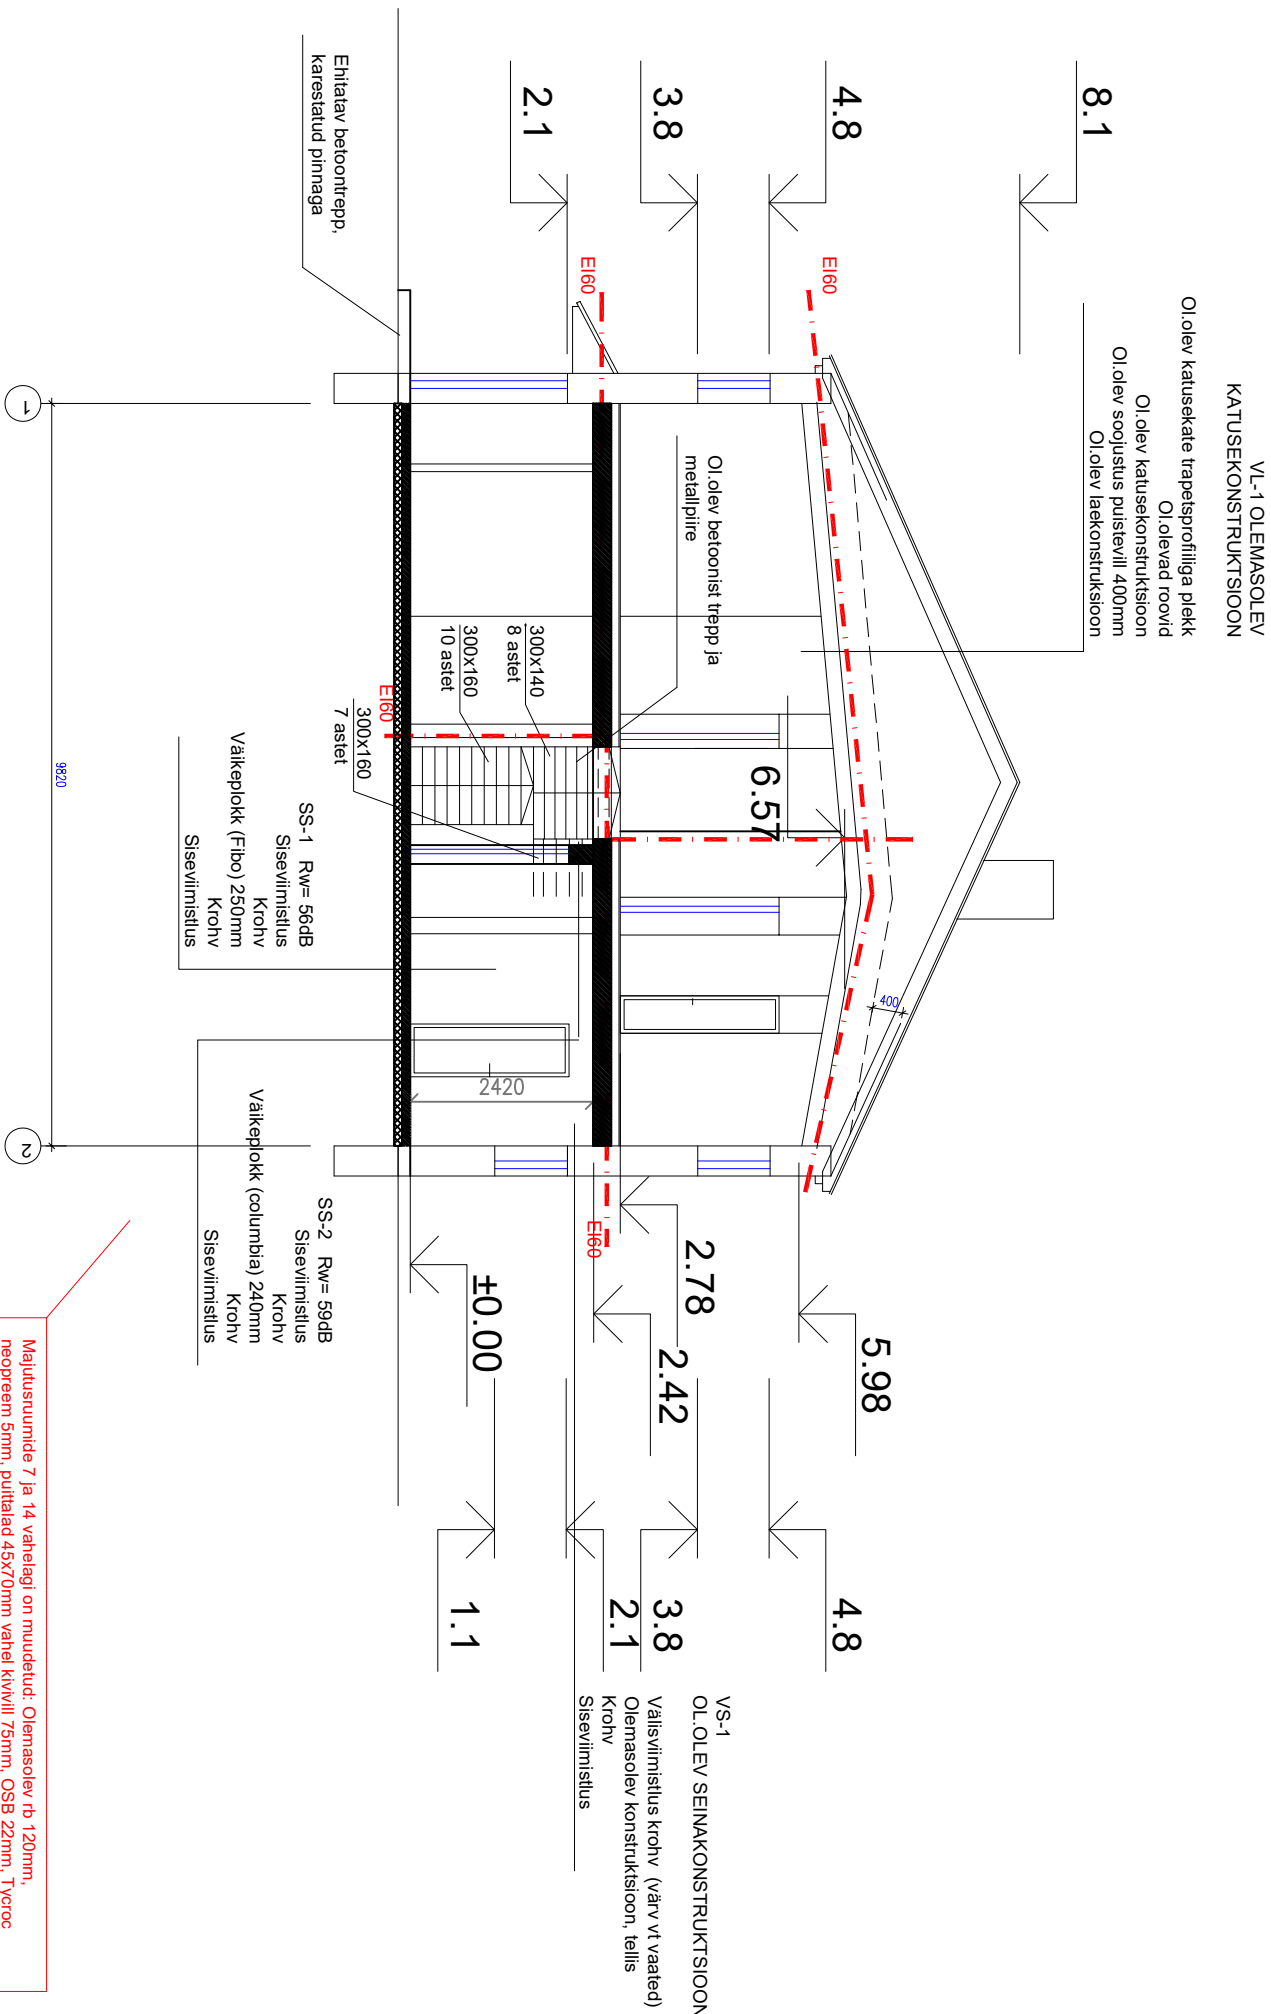 VL-1 OLEMASOLEV
KATUSEKONSTRUKTSIOON
Ol.olev katusekate trapetsprofiiliga plekk
Ol.olevad roovid
Ol.olev katusekonstruktsioon
Ol.olev soojustus puistevill 400mm
Ol.olev laekonstruksioon
8.1
4.8
3.8
2.1
EI60
EI60
Ehitatav betoontrepp,
karestatud pinnaga
Ol.olev betoonist trepp ja
metallpiire
300x140
8 astet
300x160
10 astet
300x160
7 astet
EI60
6.57
400
2420
EI60
5.98
2.78
2.42
±0.00
4.8
3.8
2.1
1.1
VS-1
OL.OLEV SEINAKONSTRUKTSIOON
Välisviimistlus krohv (värv vt vaated)
Olemasolev konstruktsioon, tellis
Krohv
Siseviimistlus
SS-1 Rw= 56dB
Siseviimistlus
Krohv
Väikeplokk (Fibo) 250mm
Krohv
Siseviimistlus
SS-2 Rw= 59dB
Siseviimistlus
Krohv
Väikeplokk (columbia) 240mm
Krohv
Siseviimistlus
9820
1
2
Majutusruumide 7 ja 14 vahelagi on muudetud: Olemasolev rb 120mm,
neopreem 5mm, puittalad 45x70mm vahel kivivill 75mm, OSB 22mm, Tycroc